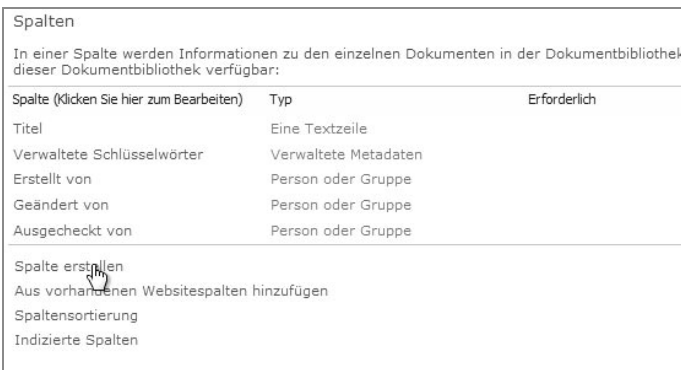 Spalten
In einer Spalte werden Informationen zu den einzelnen Dokumenten in der Dokumentbibliothek
dieser Dokumentbibliothek verfügbar:
Spalte (Klicken Sie hier zum Bearbeiten) Typ Erforderlich
Titel Eine Textzeile
Verwaltete Schlüsselwörter Verwaltete Metadaten
Erstellt von Person oder Gruppe
Geändert von Person oder Gruppe
Ausgecheckt von Person oder Gruppe
Spalte erstellen
Aus vorhandenen Websitespalten hinzufügen
Spaltensortierung
Indizierte Spalten